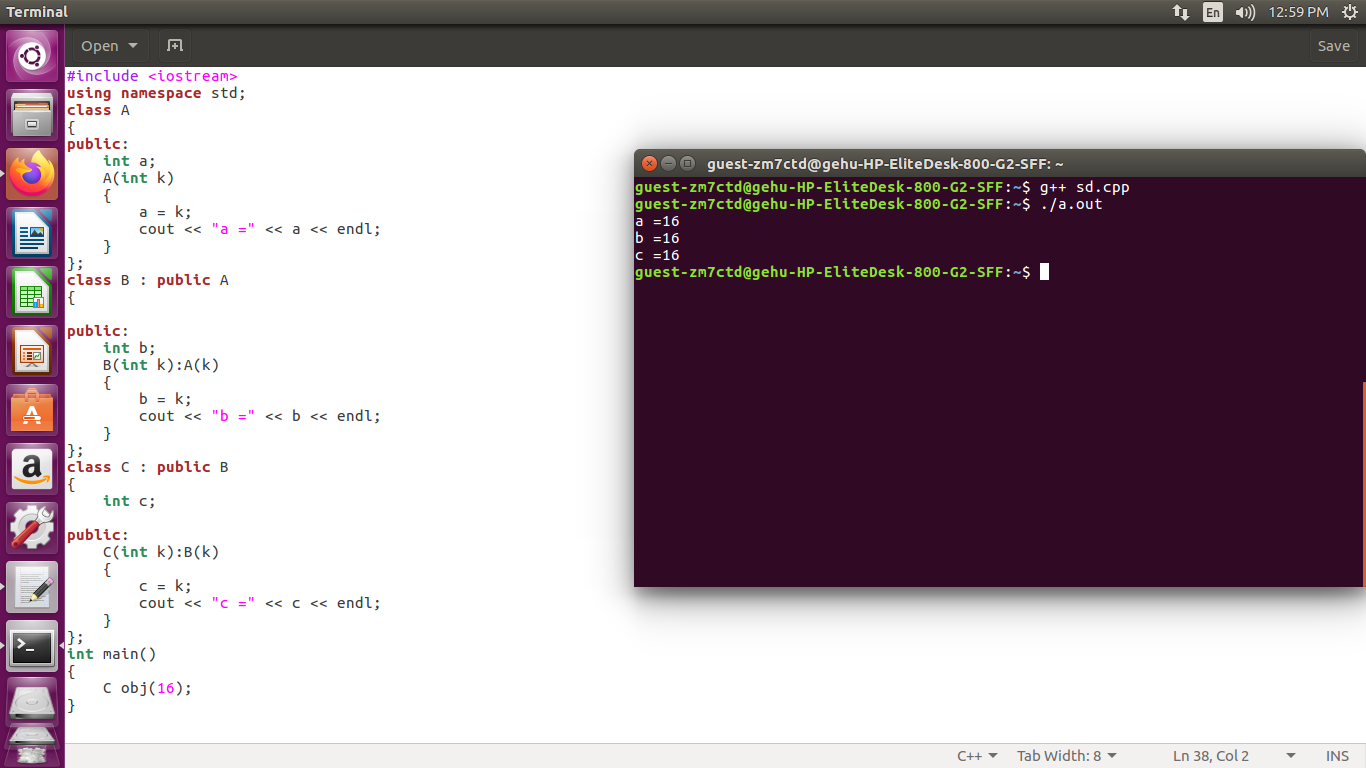 Terminal
En 12:59 PM
Open
Save
#include <iostream>
using namespace std;
class A
{
public:
    int a;
    A(int k)
    {
        a = k;
        cout << "a =" << a << endl;
    }
};
class B : public A
{

public:
    int b;
    B(int k):A(k)
    {
        b = k;
        cout << "b =" << b << endl;
    }
};
class C : public B
{
    int c;

public:
    C(int k):B(k)
    {
        c = k;
        cout << "c =" << c << endl;
    }
};
int main()
{
    C obj(16);
}
guest-zm7ctd@gehu-HP-EliteDesk-800-G2-SFF: ~
guest-zm7ctd@gehu-HP-EliteDesk-800-G2-SFF:~$ g++ sd.cpp
guest-zm7ctd@gehu-HP-EliteDesk-800-G2-SFF:~$ ./a.out
a =16
b =16
c =16
guest-zm7ctd@gehu-HP-EliteDesk-800-G2-SFF:~$
C++ Tab Width: 8 Ln 38, Col 2 INS